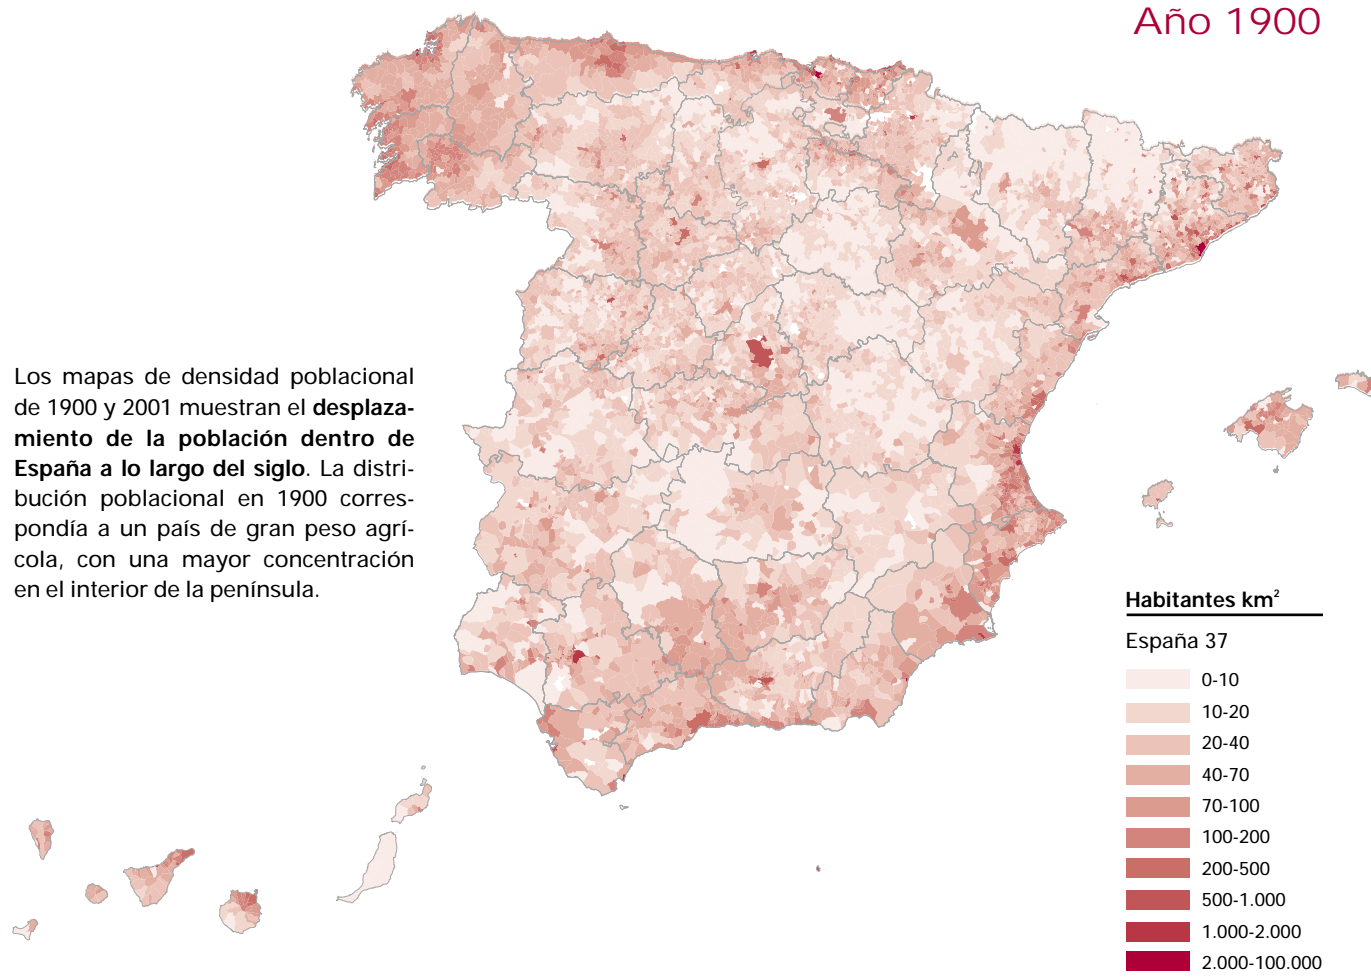 Año 1900
Los mapas de densidad poblacional
de 1900 y 2001 muestran el desplaza-
miento de la población dentro de
España a lo largo del siglo. La distri-
bución poblacional en 1900 corres-
pondía a un país de gran peso agrí-
cola, con una mayor concentración
en el interior de la península.
Habitantes km²
España 37
0-10
10-20
20-40
40-70
70-100
100-200
200-500
500-1.000
1.000-2.000
2.000-100.000